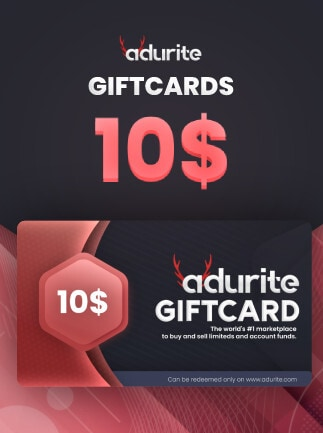 adurite
GIFTCARDS
10$
10$
adurite
GIFTCARD
The world's #1 marketplace
to buy and sell limiteds and account funds.
Can be redeemed only on www.adurite.com